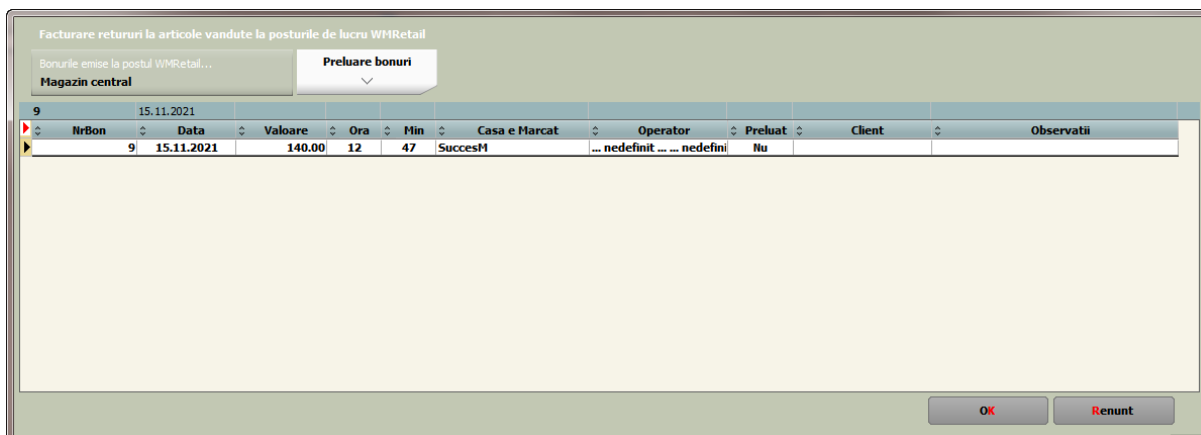 Facturare retururi la articole vandute la posturile de lucru WMRetail
Bonurile emise la postul WMRetail...
Magazin central
Preluare bonuri
9 15.11.2021
NrBon Data Valoare Ora Min Casa e Marcat Operator Preluat Client Observatii
9 15.11.2021 140.00 12 47 SuccesM ... nedefinit ... ... nedefini Nu
OK Renunt